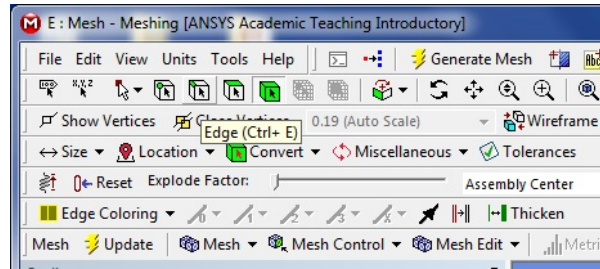 E : Mesh - Meshing [ANSYS Academic Teaching Introductory]
File Edit View Units Tools Help Generate Mesh
Show Vertices Edge (Ctrl+ E) 0.19 (Auto Scale) Wireframe
Size Location Convert Miscellaneous Tolerances
Reset Explode Factor: Assembly Center
Edge Coloring Thicken
Mesh Update Mesh Mesh Control Mesh Edit Metri